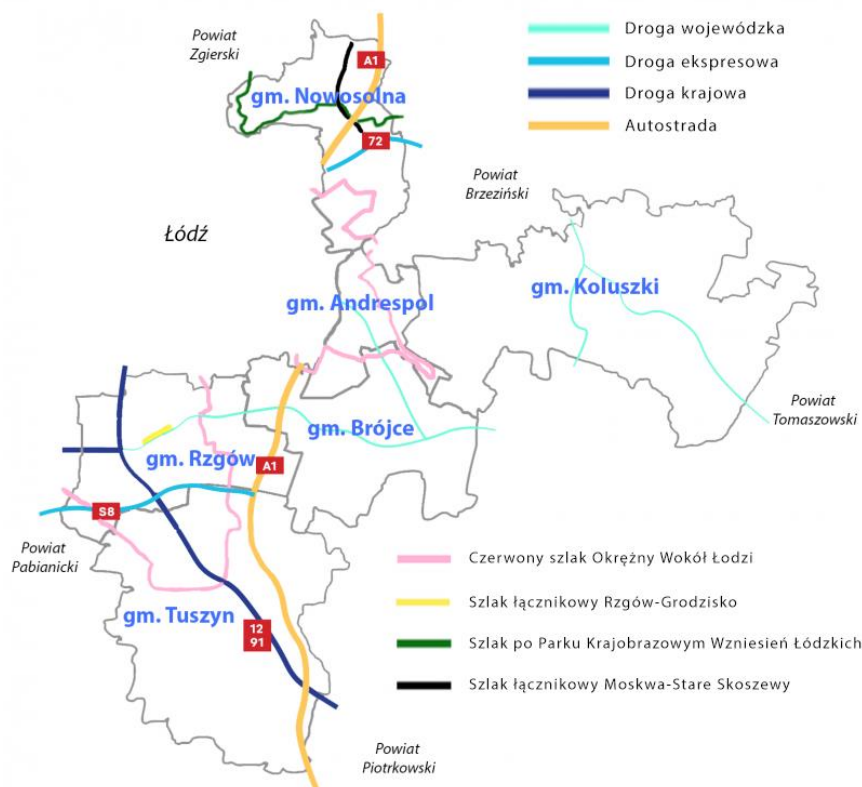 Powiat
Zgierski
Droga wojewódzka
Droga ekspresowa
Droga krajowa
Autostrada
A1
gm. Nowosolna
72
Powiat
Brzeziński
Łódź
gm. Koluszki
gm. Andrespol
Powiat
Tomaszowski
gm. Brójce
gm. Rzgów
A1
S8
Powiat
Pabianicki
Czerwony szlak Okrężny Wokół Łodzi
Szlak łącznikowy Rzgów-Grodzisko
gm. Tuszyn
12
91
Szlak po Parku Krajobrazowym Wzniesień Łódzkich
Szlak łącznikowy Moskwa-Stare Skoszewy
Powiat
Piotrkowski